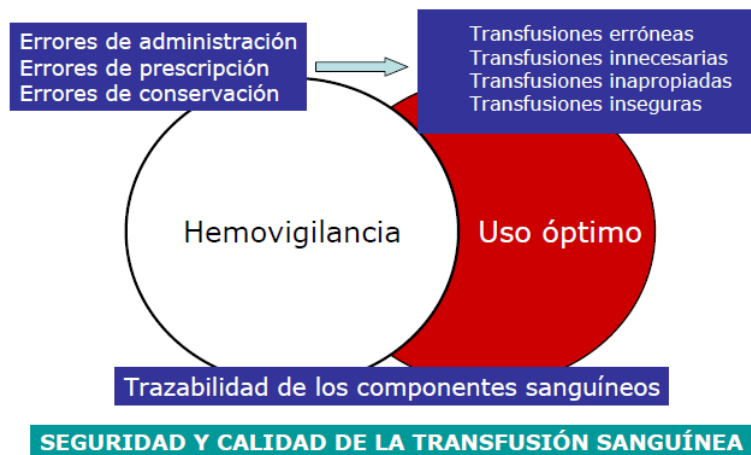 Errores de administración
Errores de prescripción
Errores de conservación
Transfusiones erróneas
Transfusiones innecesarias
Transfusiones inapropiadas
Transfusiones inseguras
Hemovigilancia
Uso óptimo
Trazabilidad de los componentes sanguíneos
SEGURIDAD Y CALIDAD DE LA TRANSFUSIÓN SANGUÍNEA